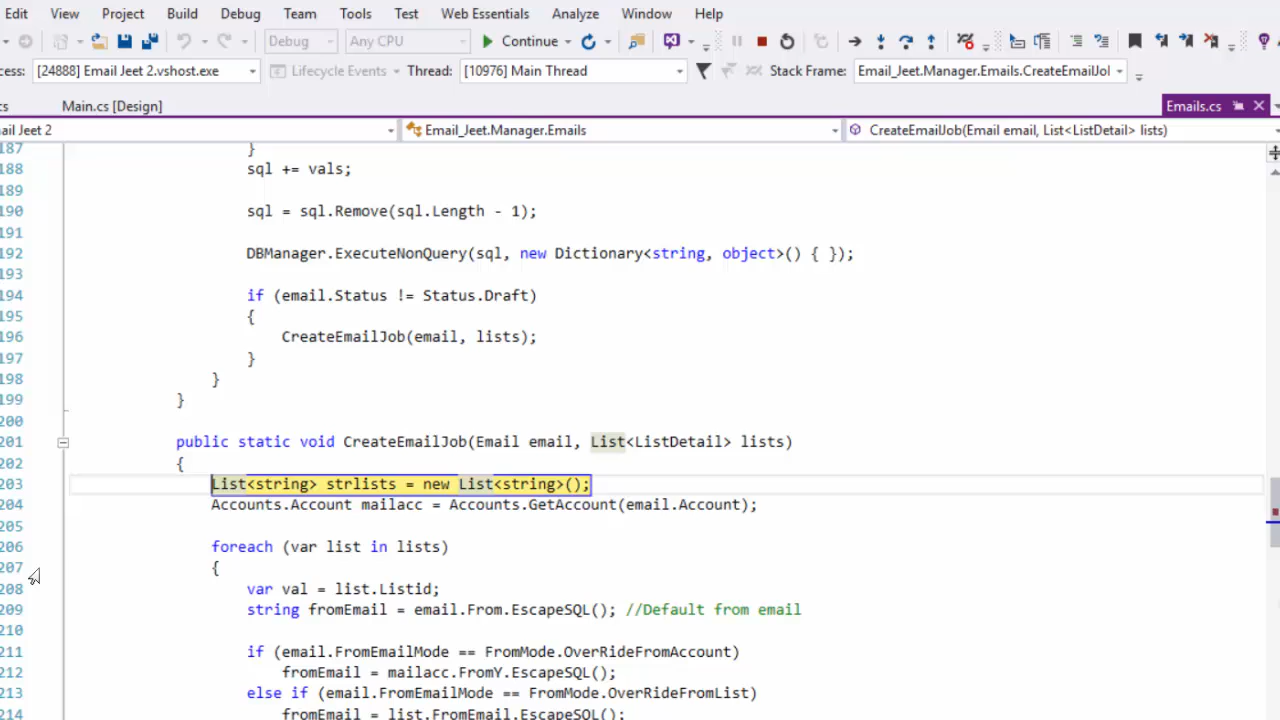 Edit View Project Build Debug Team Tools Test Web Essentials Analyze Window Help
Debug Any CPU Continue
cess: [24888] Email Jeet 2.vshost.exe Lifecycle Events Thread: [10976] Main Thread Stack Frame: Email_Jeet.Manager.Emails.CreateEmailJol
cs Main.cs [Design] Emails.cs
ail Jeet 2 Email_Jeet.Manager.Emails CreateEmailJob(Email email, List<ListDetail> lists)
187 }
188 sql += vals;
189
190 sql = sql.Remove(sql.Length - 1);
191
192 DBManager.ExecuteNonQuery(sql, new Dictionary<string, object>() { });
193
194 if (email.Status != Status.Draft)
195 {
196 CreateEmailJob(email, lists);
197 }
198 }
199 }
200
201 public static void CreateEmailJob(Email email, List<ListDetail> lists)
202 {
203 List<string> strlists = new List<string>();
204 Accounts.Account mailacc = Accounts.GetAccount(email.Account);
205
206 foreach (var list in lists)
207 {
208 var val = list.Listid;
209 string fromEmail = email.From.EscapeSQL(); //Default from email
210
211 if (email.FromEmailMode == FromMode.OverRideFromAccount)
212 fromEmail = mailacc.FromY.EscapeSQL();
213 else if (email.FromEmailMode == FromMode.OverRideFromList)
214 fromEmail = list.FromEmail.EscapeSQL();